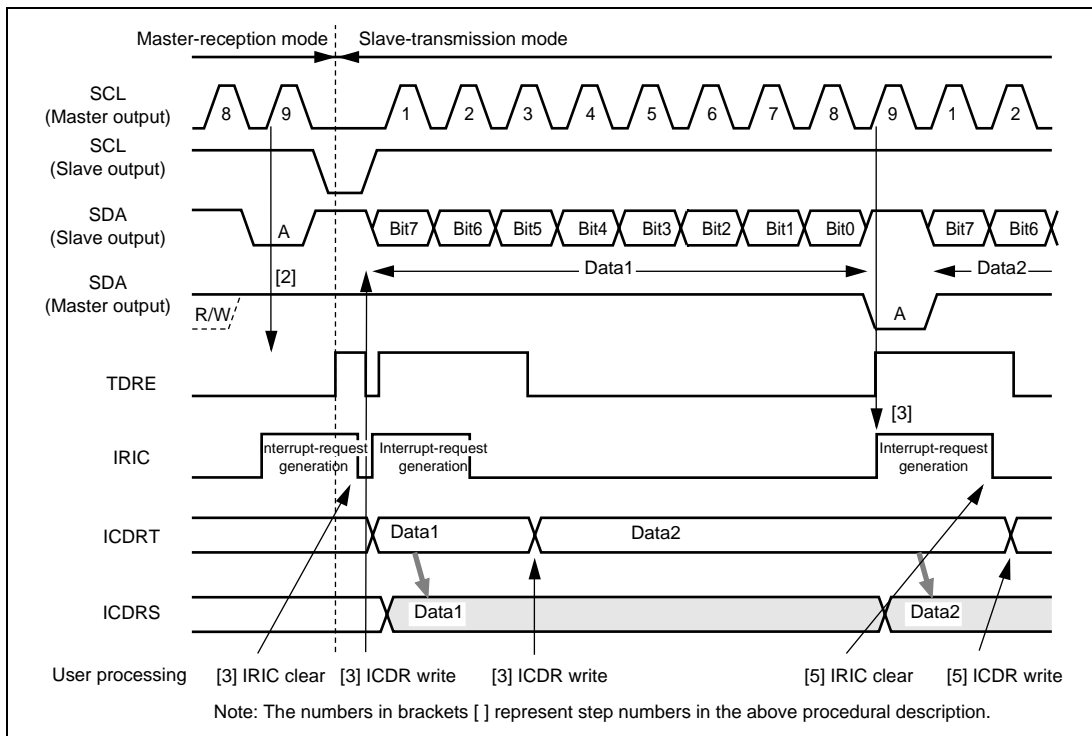 Master-reception mode Slave-transmission mode
SCL
(Master output)
8 9 1 2 3 4 5 6 7 8 9 1 2
SCL
(Slave output)
SDA
(Slave output)
A Bit7 Bit6 Bit5 Bit4 Bit3 Bit2 Bit1 Bit0 Bit7 Bit6
[2] Data1 Data2
SDA
(Master output)
R/W A
TDRE
[3]
IRIC
nterrupt-request
generation
Interrupt-request
generation
Interrupt-request
generation
ICDRT
Data1 Data2
ICDRS
Data1 Data2
User processing [3] IRIC clear [3] ICDR write [3] ICDR write [5] IRIC clear [5] ICDR write
Note: The numbers in brackets [ ] represent step numbers in the above procedural description.